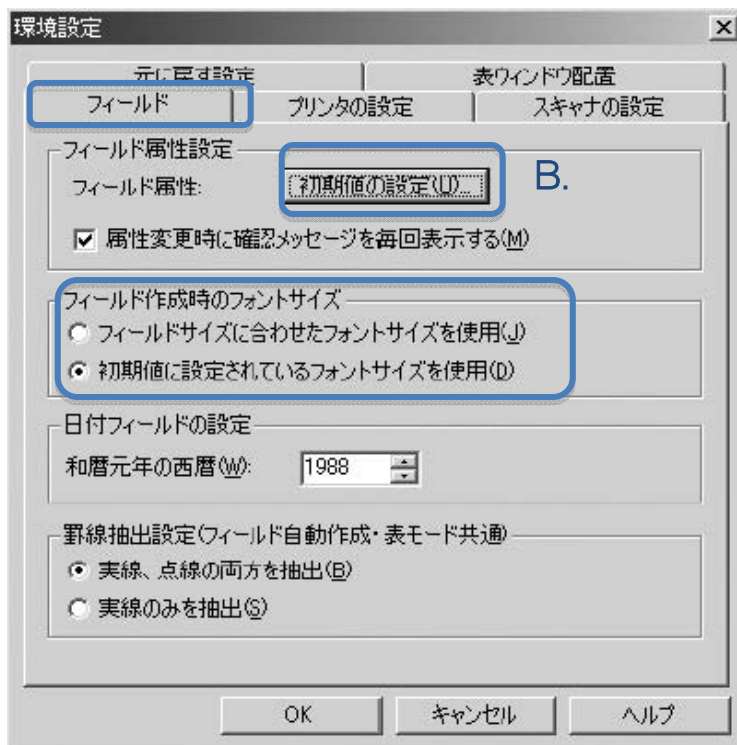 環境設定
元に戻す設定
表ウィンドウ配置
フィールド
プリンタの設定
スキャナの設定
フィールド属性設定
フィールド属性:
初期値の設定(U)...
B.
属性変更時に確認メッセージを毎回表示する(M)
フィールド作成時のフォントサイズ
フィールドサイズに合わせたフォントサイズを使用(J)
初期値に設定されているフォントサイズを使用(D)
日付フィールドの設定
和暦元年の西暦(W):
1988
罫線抽出設定(フィールド自動作成・表モード共通)
実線、点線の両方を抽出(B)
実線のみを抽出(S)
OK
キャンセル
ヘルプ